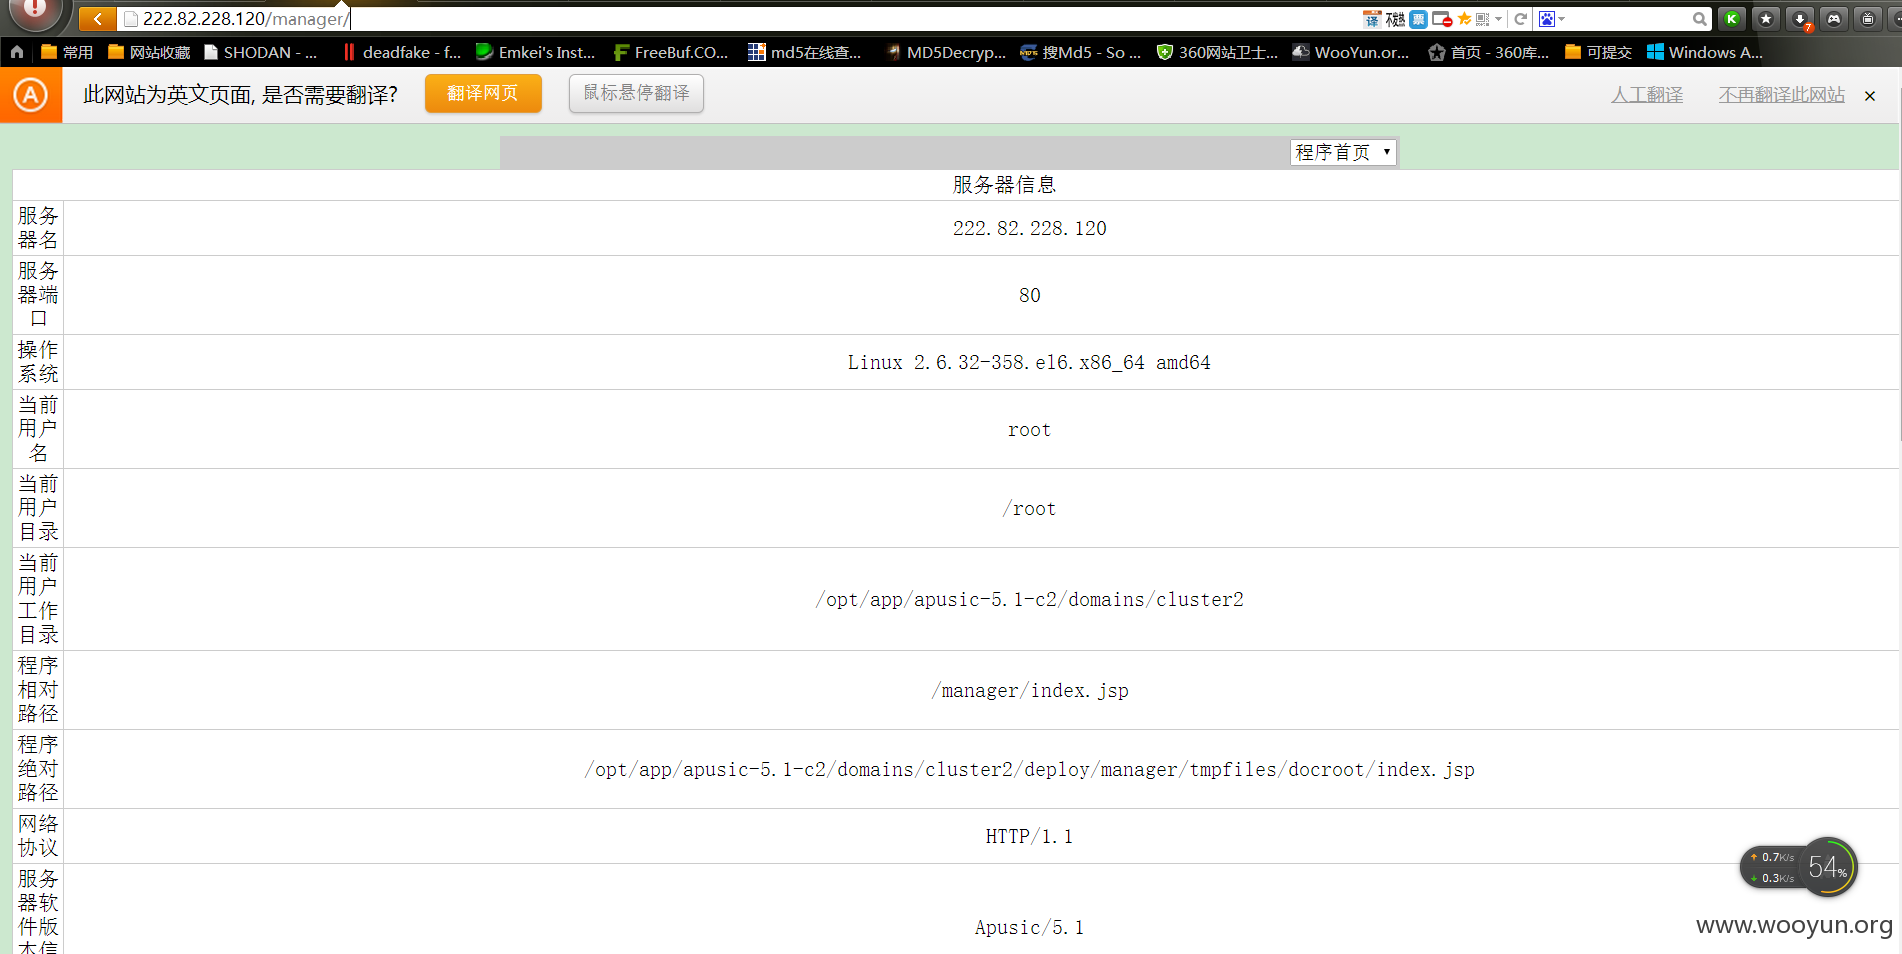 222.82.228.120/manager/
常用 网站收藏 SHODAN - ... deadfake - f... Emkei's Inst... FreeBuf.CO... md5在线查... MD5Decryp... 搜Md5 - So ... 360网站卫士... WooYun.or... 首页 - 360库... 可提交 Windows A...
此网站为英文页面, 是否需要翻译? 翻译网页 鼠标悬停翻译 人工翻译 不再翻译此网站 ×
程序首页
服务器信息
服务
器名
222.82.228.120
服务
器端
口
80
操作
系统
Linux 2.6.32-358.el6.x86_64 amd64
当前
用户
名
root
当前
用户
目录
/root
当前
用户
工作
目录
/opt/app/apusic-5.1-c2/domains/cluster2
程序
相对
路径
/manager/index.jsp
程序
绝对
路径
/opt/app/apusic-5.1-c2/domains/cluster2/deploy/manager/tmpfiles/docroot/index.jsp
网络
协议
HTTP/1.1
服务
器软
件版
本信
Apusic/5.1
0.7K/s
0.3K/s
54%
www.wooyun.org